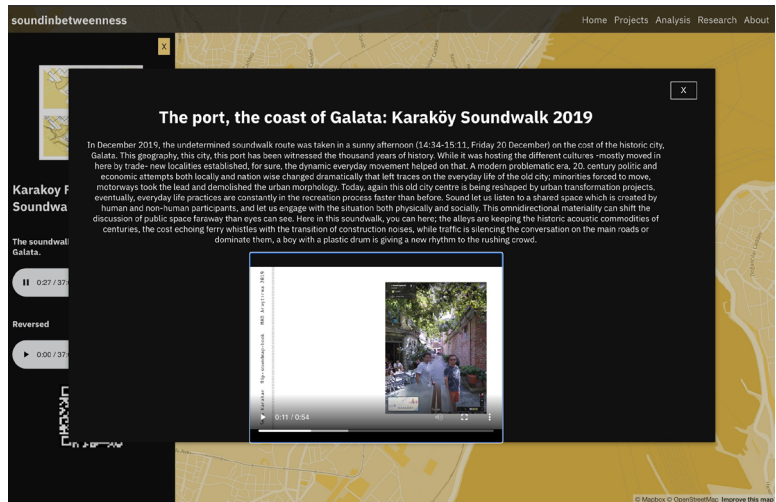 soundinbetweenness
Home Projects Analysis Research About
X
X
The port, the coast of Galata: Karaköy Soundwalk 2019
In December 2019, the undetermined soundwalk route was taken in a sunny afternoon (14:34-15:11, Friday 20 December) on the cost of the historic city,
Galata. This geography, this city, this port has been witnessed the thousand years of history. While it was hosting the different cultures -mostly moved in
here by trade- new localities established, for sure, the dynamic everyday movement helped on that. A modern problematic era, 20. century politic and
economic attempts both locally and nation wise changed dramatically that left traces on the everyday life of the old city; minorities forced to move,
motorways took the lead and demolished the urban morphology. Today, again this old city centre is being reshaped by urban transformation projects,
eventually, everyday life practices are constantly in the recreation process faster than before. Sound let us listen to a shared space which is created by
human and non-human participants, and let us engage with the situation both physically and socially. This omnidirectional materiality can shift the
discussion of public space faraway than eyes can see. Here in this soundwalk, you can here; the alleys are keeping the historic acoustic commodities of
centuries, the cost echoing ferry whistles with the transition of construction noises, while traffic is silencing the conversation on the main roads or
dominate them, a boy with a plastic drum is giving a new rhythm to the rushing crowd.
Karakoy
Soundwa
The soundwal
Galata.
0:27 / 37:
Reversed
0:00 / 37:
flip-soundmap-book
2019
0:11 / 0:54
© Mapbox © OpenStreetMap Improve this map